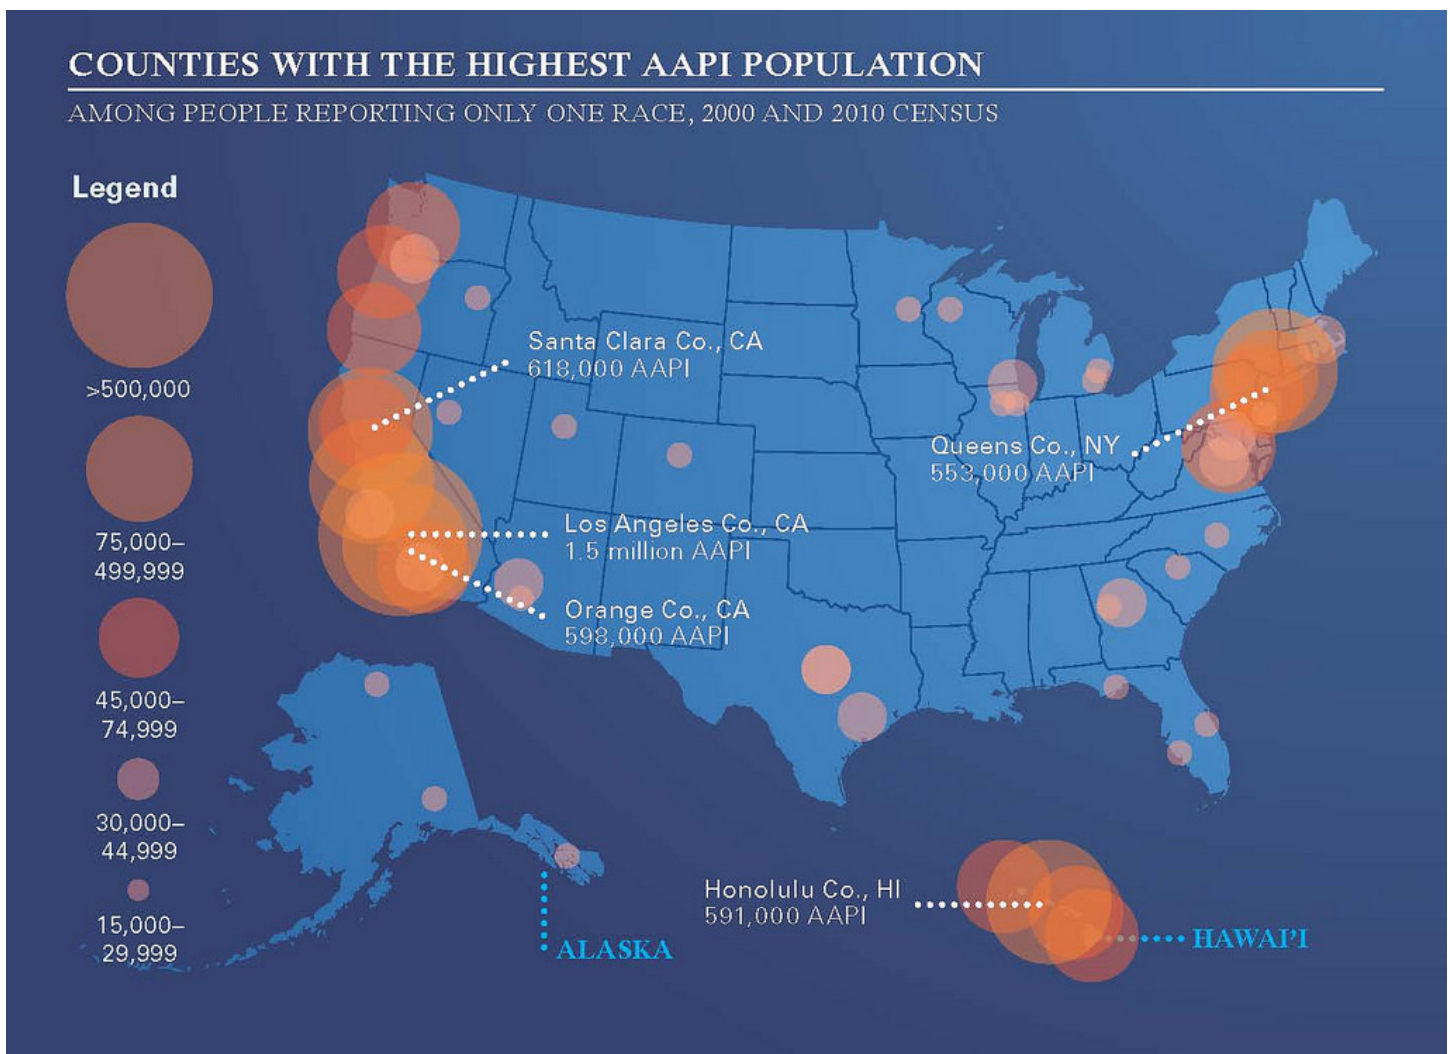 COUNTIES WITH THE HIGHEST AAPI POPULATION
AMONG PEOPLE REPORTING ONLY ONE RACE, 2000 AND 2010 CENSUS
Legend
>500,000
75,000–
499,999
45,000–
74,999
30,000–
44,999
15,000–
29,999
Santa Clara Co., CA
618,000 AAPI
Queens Co., NY
553,000 AAPI
Los Angeles Co., CA
1.5 million AAPI
Orange Co., CA
598,000 AAPI
Honolulu Co., HI
591,000 AAPI
ALASKA
HAWAI’I